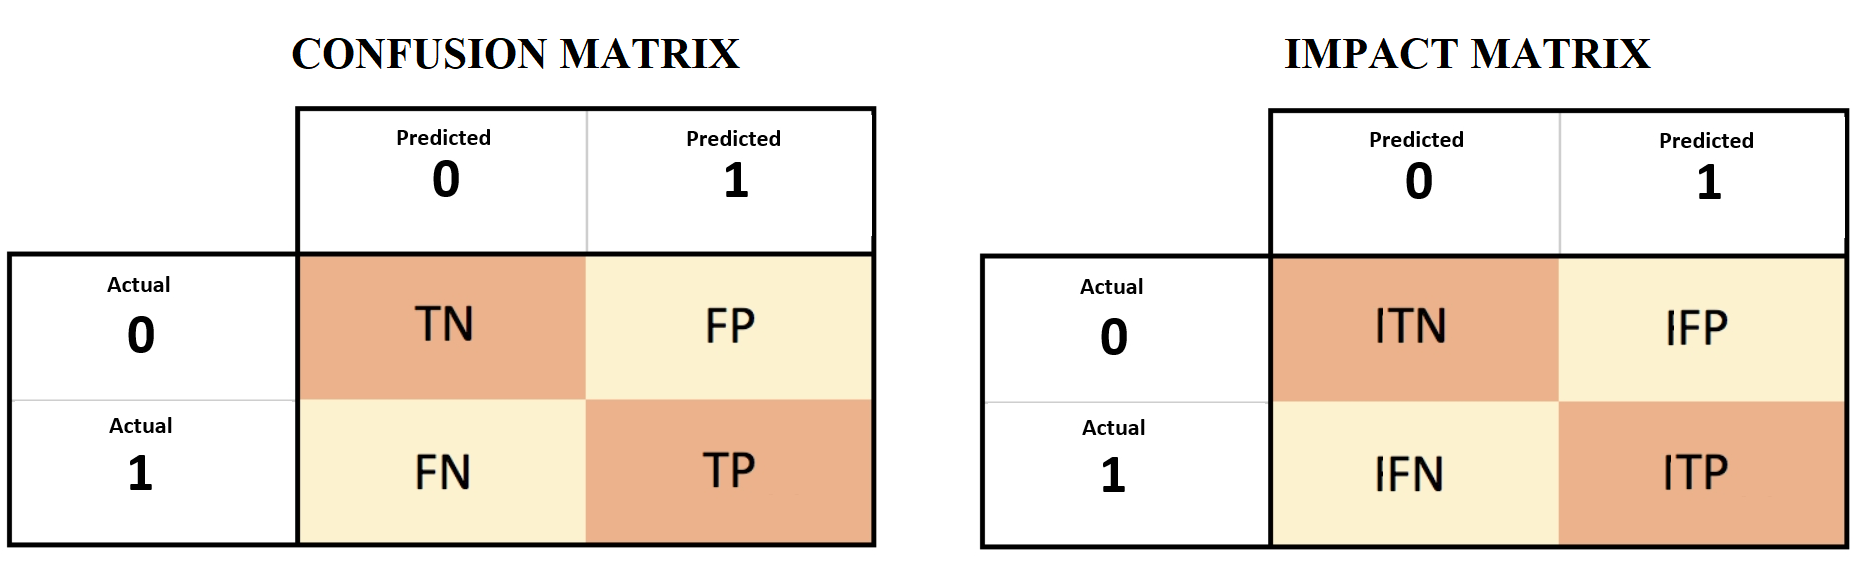 CONFUSION MATRIX
Predicted
0
Predicted
1
Actual
0
TN
FP
Actual
1
FN
TP
IMPACT MATRIX
Predicted
0
Predicted
1
Actual
0
ITN
IFP
Actual
1
IFN
ITP